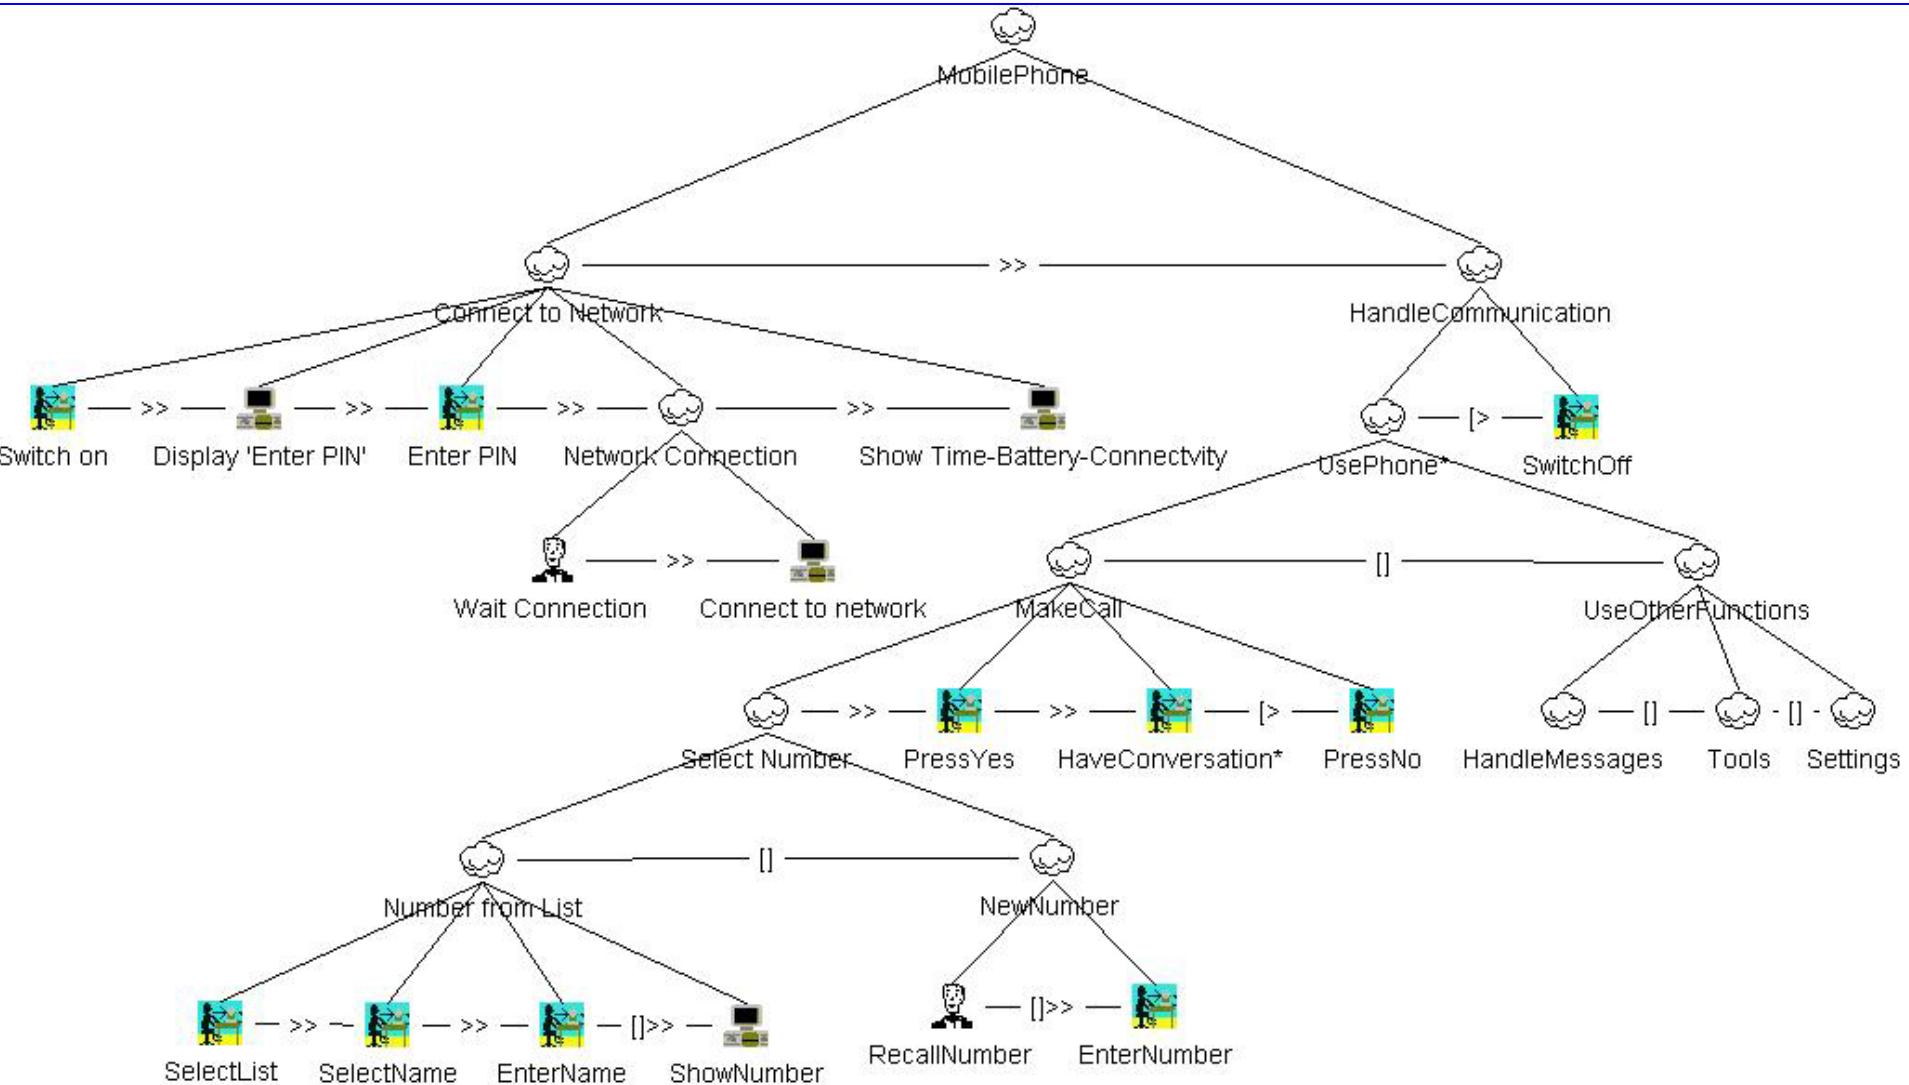 MobilePhone
>>
Connect to Network
HandleCommunication
>> >> >> >> [>
Switch on Display 'Enter PIN' Enter PIN Network Connection Show Time-Battery-Connectvity UsePhone* SwitchOff
>> []
Wait Connection Connect to network MakeCall UseOtherFunctions
>> >> [> [] []
Select Number PressYes HaveConversation* PressNo HandleMessages Tools Settings
[]
Number from List NewNumber
>> >> []>> []>>
SelectList SelectName EnterName ShowNumber RecallNumber EnterNumber